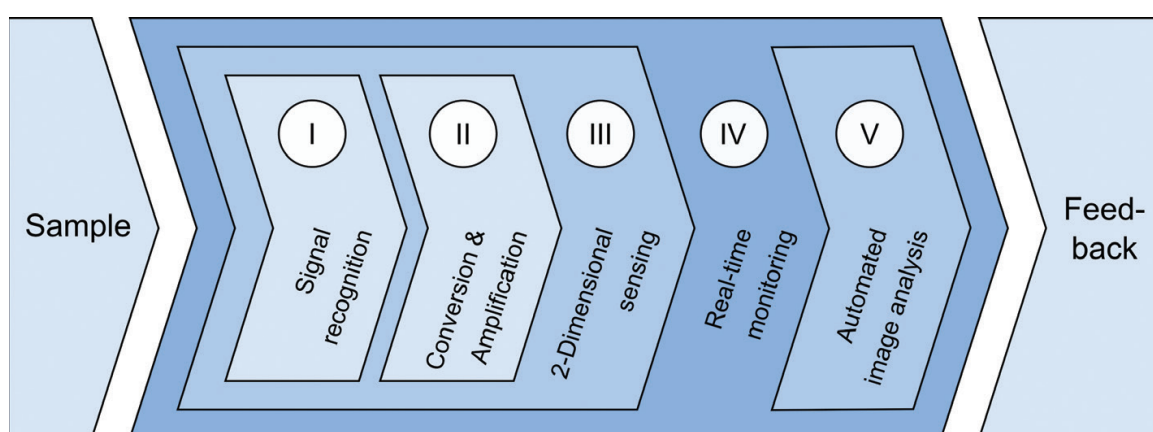 Sample
I
Signal
recognition
II
Conversion &
Amplification
III
2-Dimensional
sensing
IV
Real-time
monitoring
V
Automated
image analysis
Feed-
back